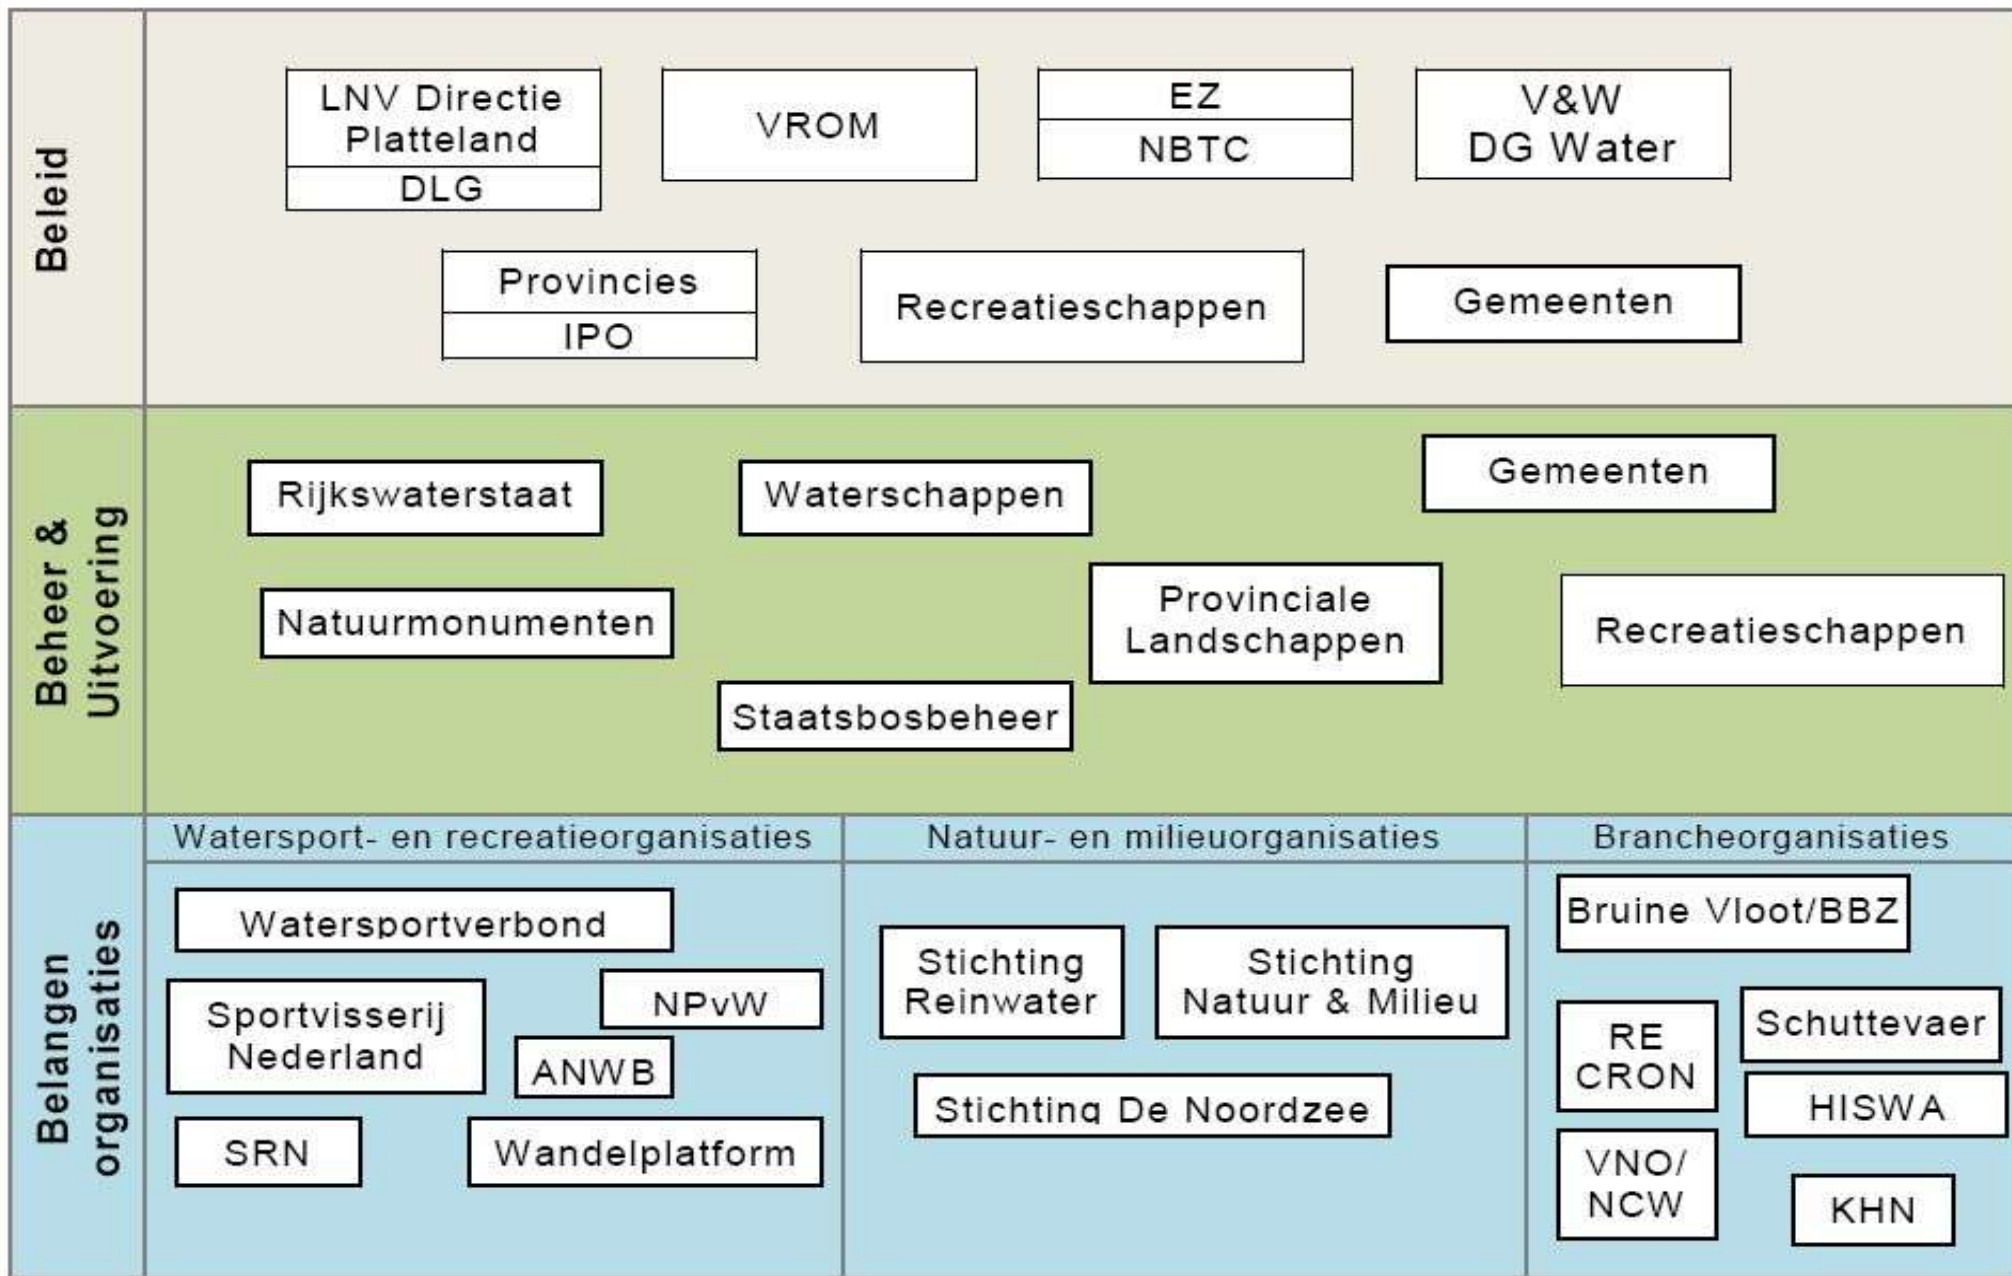 Beleid
LNV Directie
Platteland
DLG
VROM
EZ
NBTC
V&W
DG Water
Provincies
IPO
Recreatieschappen
Gemeenten
Beheer &
Uitvoering
Rijkswaterstaat
Waterschappen
Gemeenten
Natuurmonumenten
Provinciale
Landschappen
Recreatieschappen
Staatsbosbeheer
Belangen
organisaties
Watersport- en recreatieorganisaties
Watersportverbond
Sportvisserij
Nederland
NPvW
ANWB
SRN
Wandelplatform
Natuur- en milieuorganisaties
Stichting
Reinwater
Stichting
Natuur & Milieu
Stichting De Noordzee
Brancheorganisaties
Bruine Vloot/BBZ
RE
CRON
Schuttevaer
HISWA
VNO/
NCW
KHN